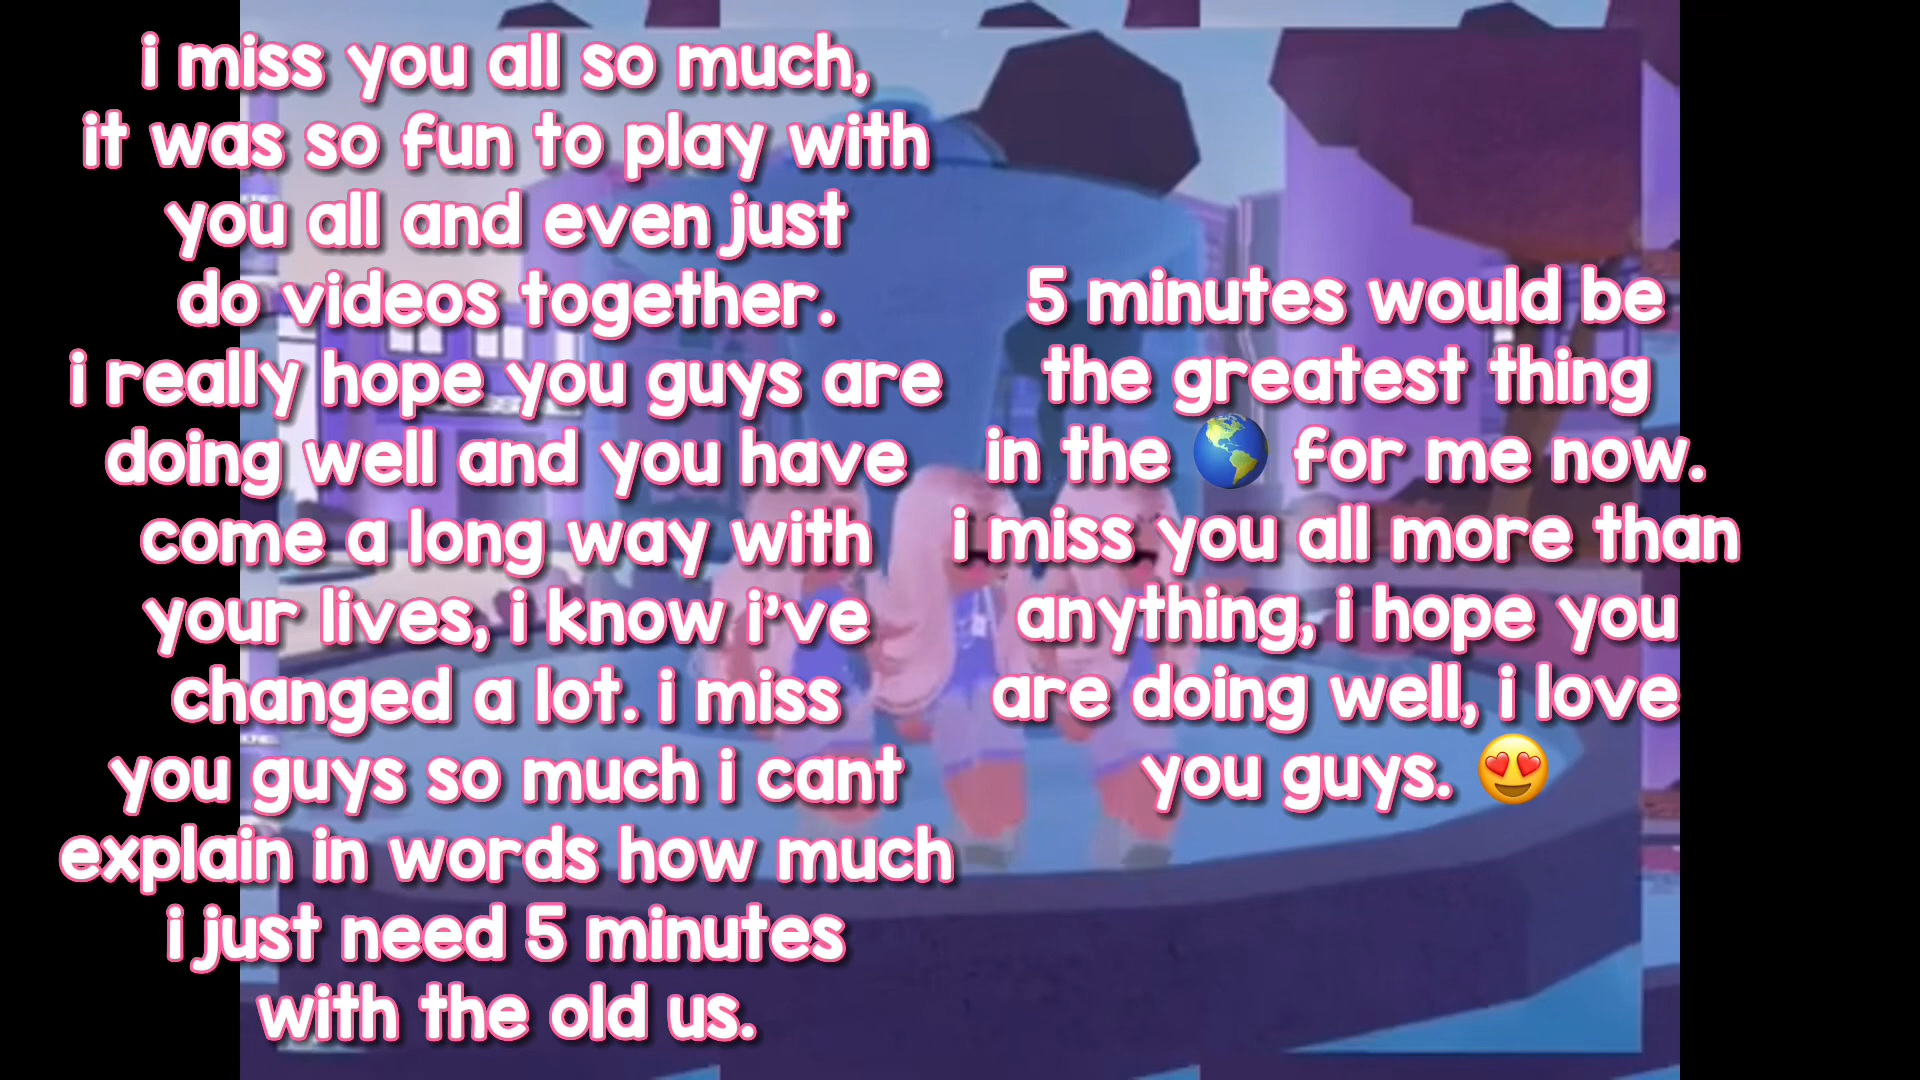 i miss you all so much,
it was so fun to play with
you all and even just
do videos together.
i really hope you guys are
doing well and you have
come a long way with
your lives, i know i've
changed a lot. i miss
you guys so much i cant
explain in words how much
i just need 5 minutes
with the old us.
5 minutes would be
the greatest thing
in the 🌎 for me now.
i miss you all more than
anything, i hope you
are doing well, i love
you guys. 😍